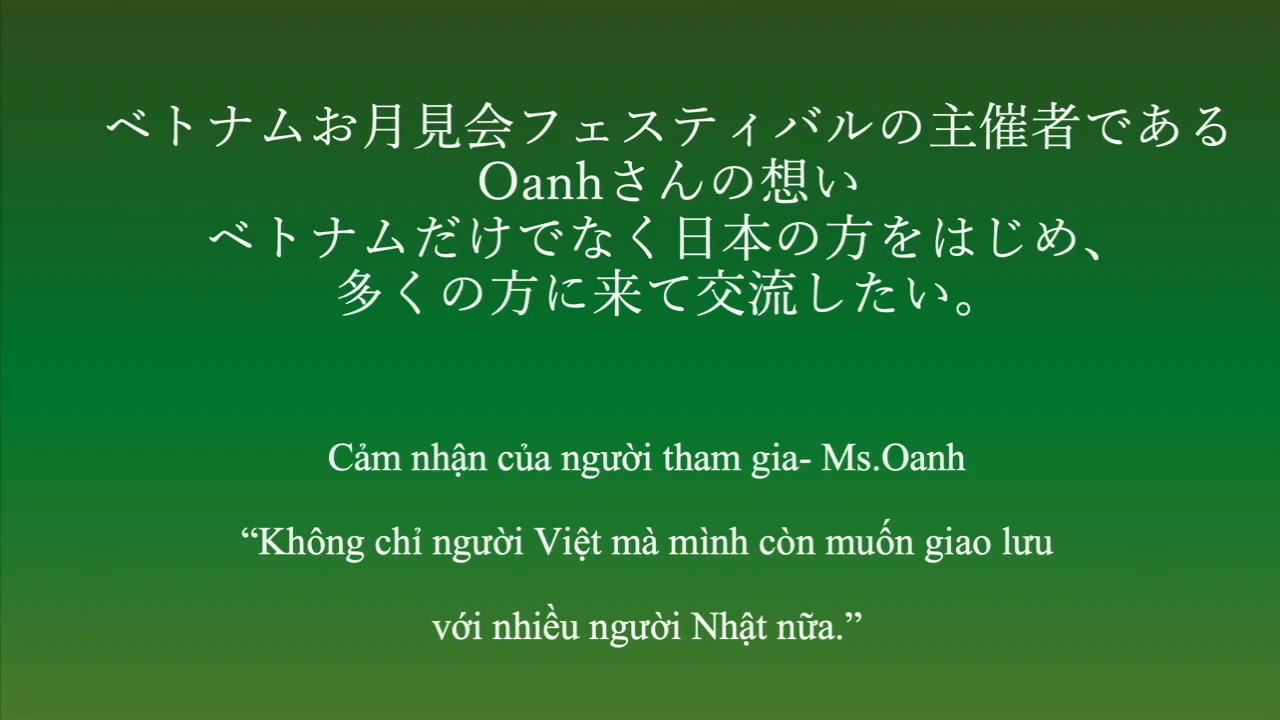 ベトナムお月見会フェスティバルの主催者である
Oanhさんの想い
ベトナムだけでなく日本の方をはじめ、
多くの方に来て交流したい。
Cảm nhận của người tham gia- Ms.Oanh
“Không chỉ người Việt mà mình còn muốn giao lưu
với nhiều người Nhật nữa.”